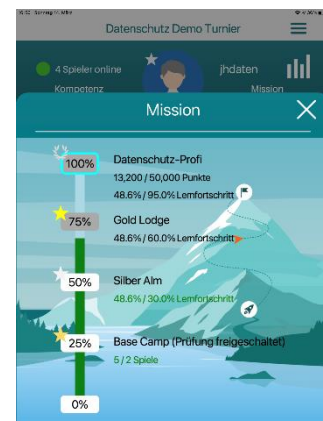 Datenschutz Demo Turnier
4 Spieler online
jhdaten
Kompetenz
Mission
Mission
100%
Datenschutz-Profi
13,200 / 50,000 Punkte
48.6% / 95.0% Lernfortschritt
75%
Gold Lodge
48.6% / 60.0% Lernfortschritt
50%
Silber Alm
48.6% / 30.0% Lernfortschritt
25%
Base Camp (Prüfung freigeschaltet)
5 / 2 Spiele
0%